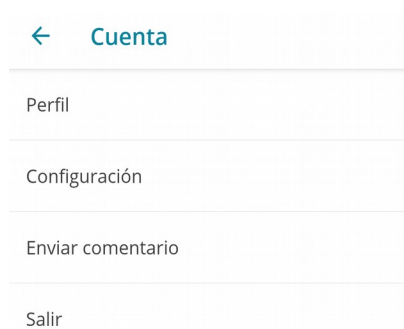 Cuenta
Perfil
Configuración
Enviar comentario
Salir